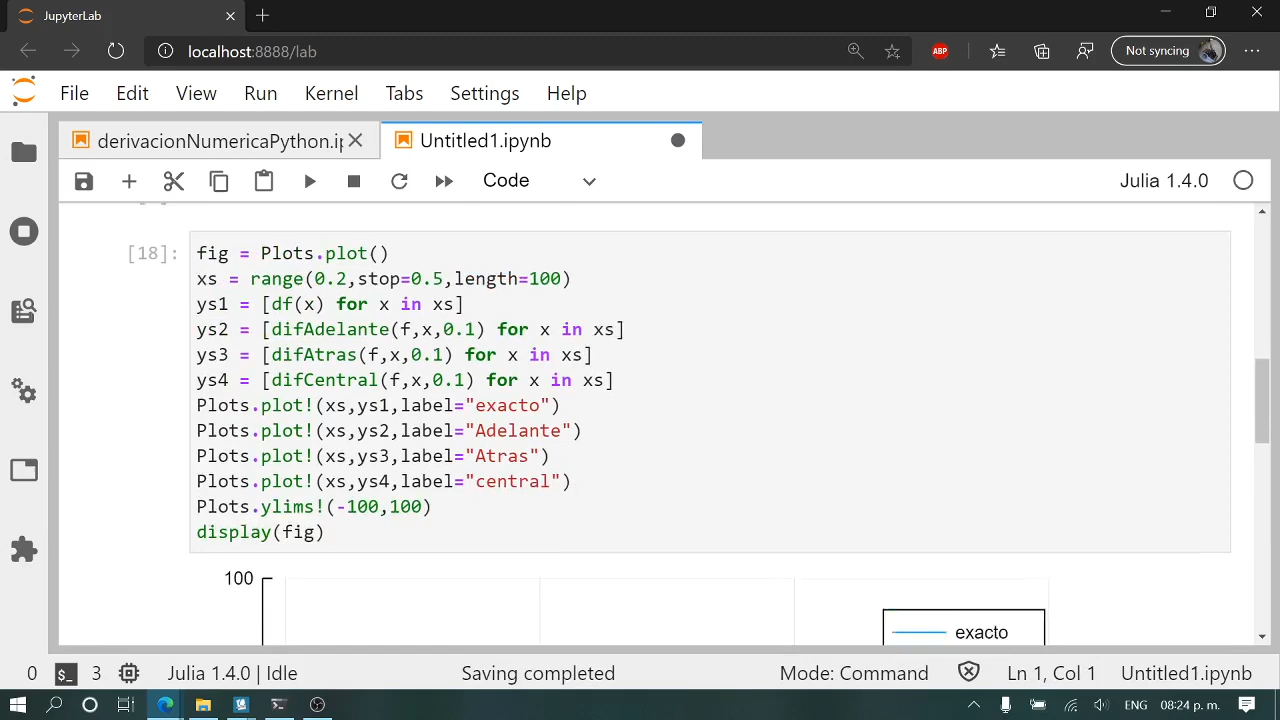 JupyterLab
localhost:8888/lab
ABP
Not syncing
File Edit View Run Kernel Tabs Settings Help
derivacionNumericaPython.ip
Untitled1.ipynb
Code
Julia 1.4.0
[18]:
fig = Plots.plot()
xs = range(0.2,stop=0.5,length=100)
ys1 = [df(x) for x in xs]
ys2 = [difAdelante(f,x,0.1) for x in xs]
ys3 = [difAtras(f,x,0.1) for x in xs]
ys4 = [difCentral(f,x,0.1) for x in xs]
Plots.plot!(xs,ys1,label="exacto")
Plots.plot!(xs,ys2,label="Adelante")
Plots.plot!(xs,ys3,label="Atras")
Plots.plot!(xs,ys4,label="central")
Plots.ylims!(-100,100)
display(fig)
100
exacto
0 $_ 3 Julia 1.4.0 | Idle Saving completed Mode: Command Ln 1, Col 1 Untitled1.ipynb
ENG 08:24 p. m.